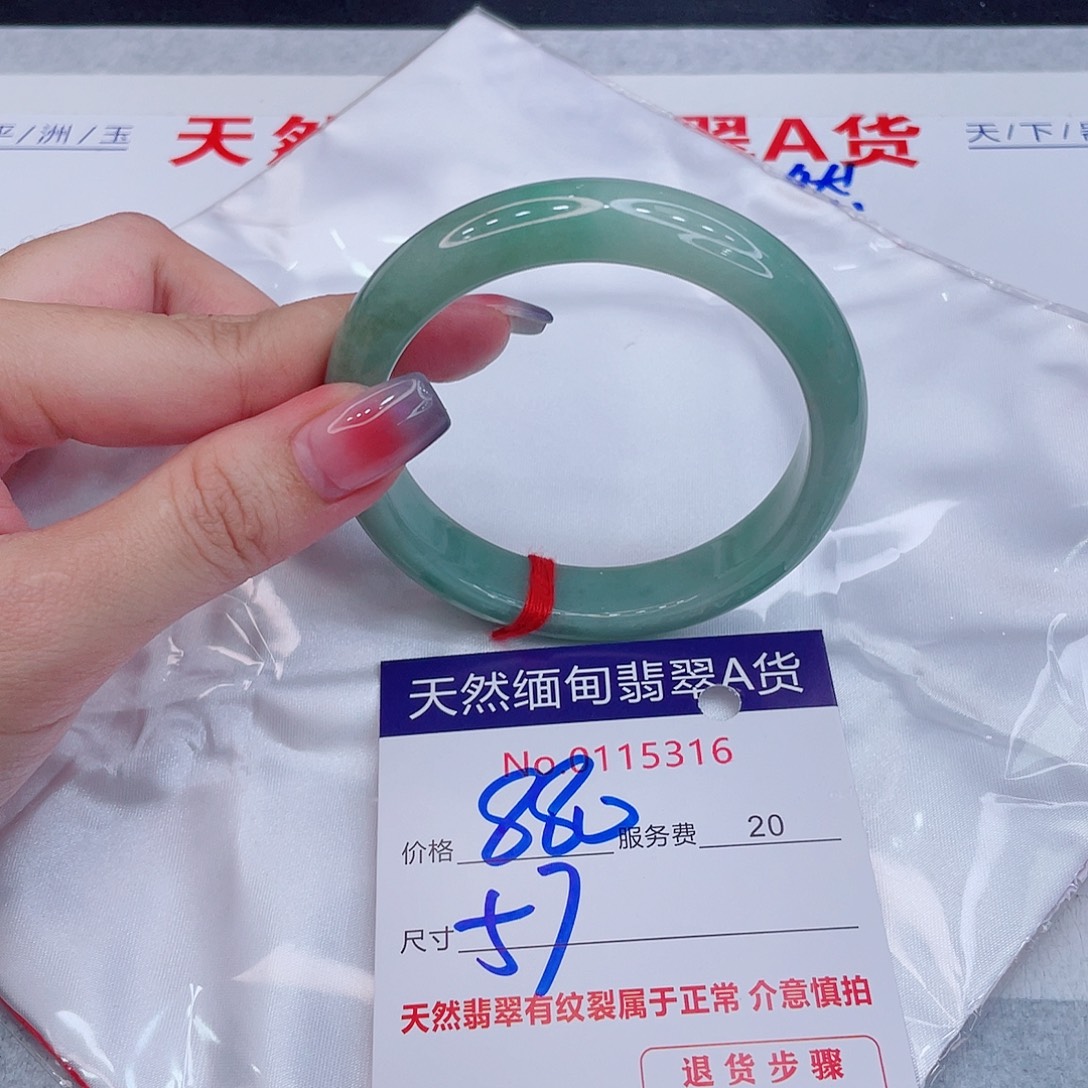 平/洲/玉
天然 翠A货
天/下/
然
天然缅甸翡翠A货
No.0115316
价格 880 服务费 20
尺寸 57
天然翡翠有纹裂属于正常 介意慎拍
退货步骤